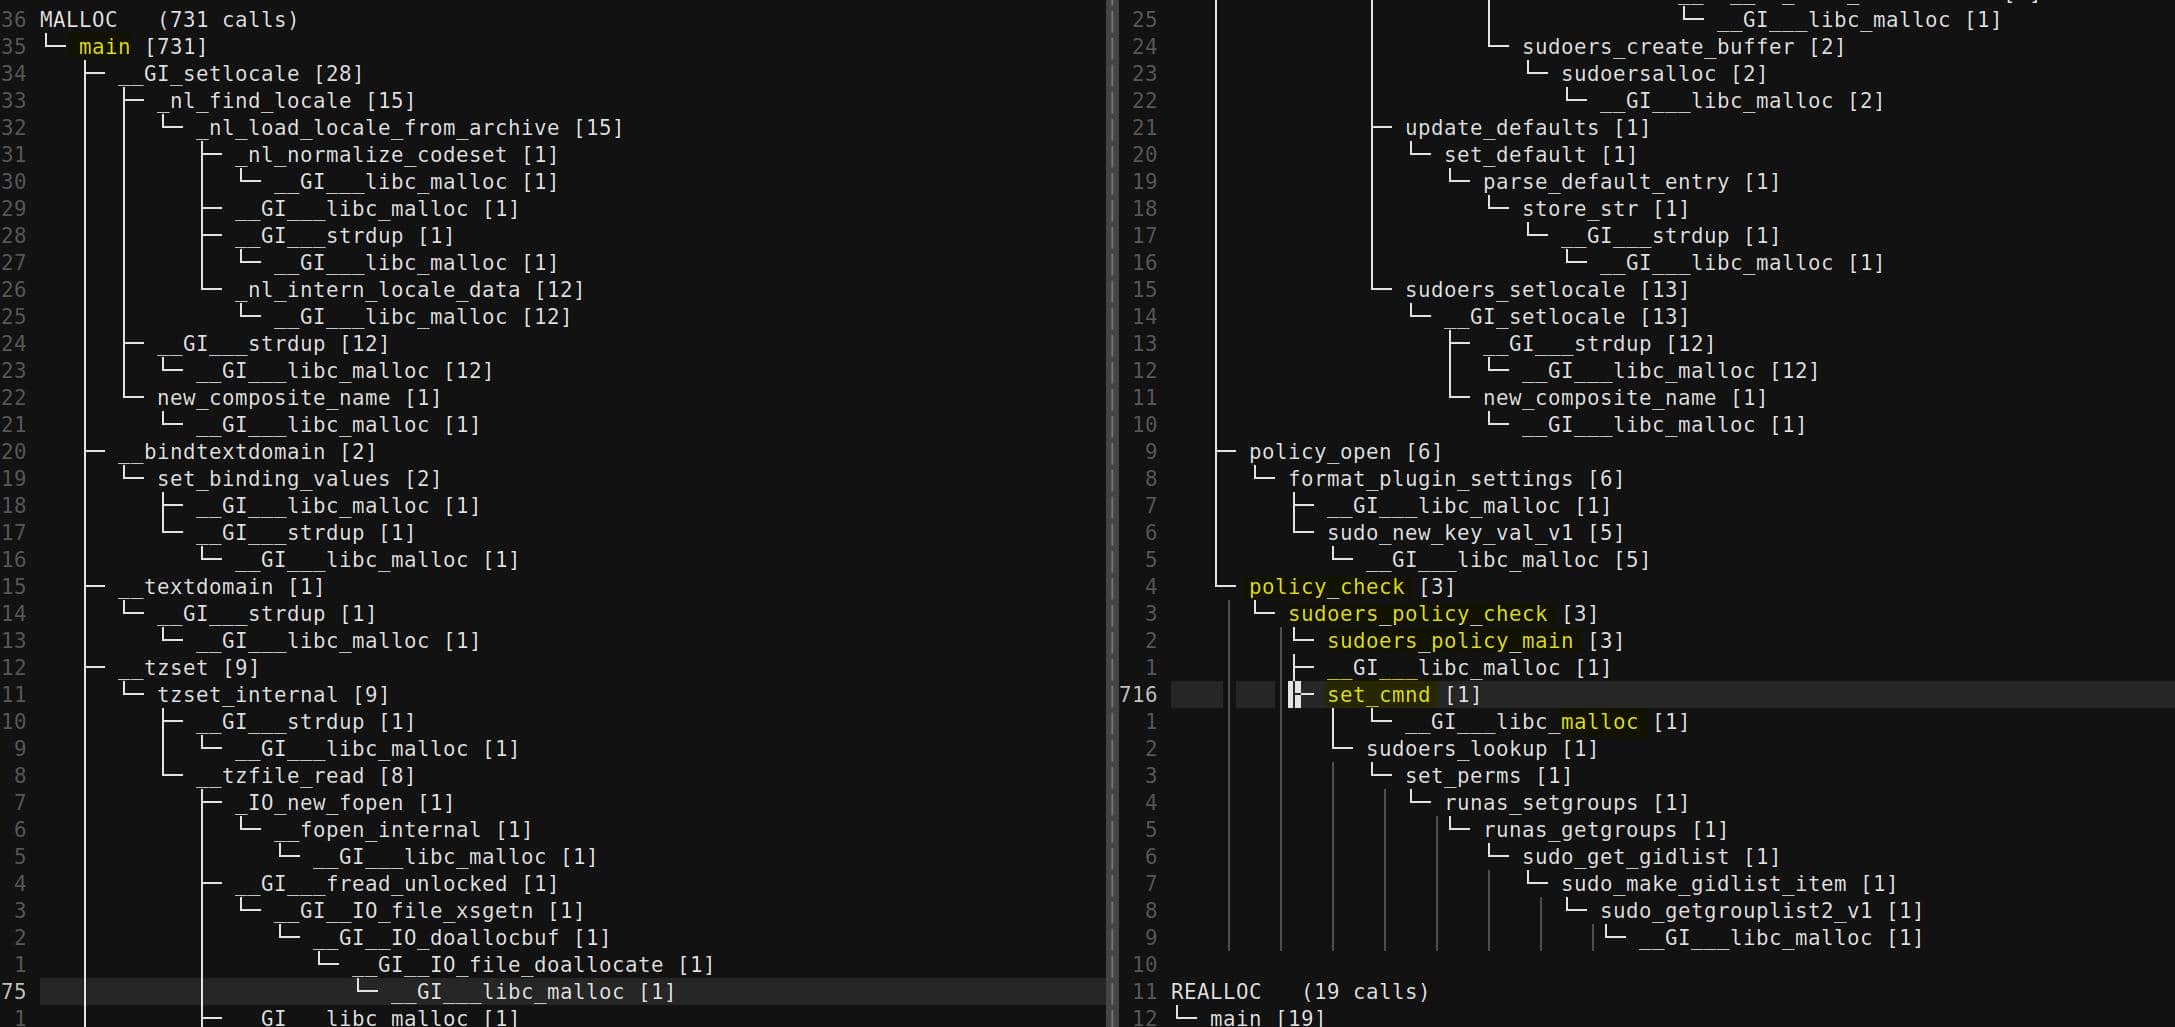 36 MALLOC (731 calls)
35 └─ main [731]
34 ├─ __GI_setlocale [28]
33 ├─ _nl_find_locale [15]
32 └─ _nl_load_locale_from_archive [15]
31 ├─ _nl_normalize_codeset [1]
30 └─ __GI___libc_malloc [1]
29 ├─ __GI___libc_malloc [1]
28 ├─ __GI___strdup [1]
27 └─ __GI___libc_malloc [1]
26 └─ _nl_intern_locale_data [12]
25 └─ __GI___libc_malloc [12]
24 ├─ __GI___strdup [12]
23 └─ __GI___libc_malloc [12]
22 └─ new_composite_name [1]
21 └─ __GI___libc_malloc [1]
20 ├─ __bindtextdomain [2]
19 └─ set_binding_values [2]
18 ├─ __GI___libc_malloc [1]
17 └─ __GI___strdup [1]
16 └─ __GI___libc_malloc [1]
15 ├─ __textdomain [1]
14 └─ __GI___strdup [1]
13 └─ __GI___libc_malloc [1]
12 ├─ __tzset [9]
11 └─ tzset_internal [9]
10 ├─ __GI___strdup [1]
9 └─ __GI___libc_malloc [1]
8 └─ __tzfile_read [8]
7 ├─ _IO_new_fopen [1]
6 └─ __fopen_internal [1]
5 └─ __GI___libc_malloc [1]
4 ├─ __GI___fread_unlocked [1]
3 └─ __GI__IO_file_xsgetn [1]
2 └─ __GI__IO_doallocbuf [1]
1 └─ __GI__IO_file_doallocate [1]
75 └─ __GI___libc_malloc [1]
1 ├─ __GI___libc_malloc [1]
25 └─ __GI___libc_malloc [1]
24 └─ sudoers_create_buffer [2]
23 └─ sudoersalloc [2]
22 └─ __GI___libc_malloc [2]
21 ├─ update_defaults [1]
20 └─ set_default [1]
19 └─ parse_default_entry [1]
18 └─ store_str [1]
17 └─ __GI___strdup [1]
16 └─ __GI___libc_malloc [1]
15 └─ sudoers_setlocale [13]
14 └─ __GI_setlocale [13]
13 ├─ __GI___strdup [12]
12 └─ __GI___libc_malloc [12]
11 └─ new_composite_name [1]
10 └─ __GI___libc_malloc [1]
9 ├─ policy_open [6]
8 └─ format_plugin_settings [6]
7 ├─ __GI___libc_malloc [1]
6 └─ sudo_new_key_val_v1 [5]
5 └─ __GI___libc_malloc [5]
4 └─ policy_check [3]
3 └─ sudoers_policy_check [3]
2 └─ sudoers_policy_main [3]
1 ├─ __GI___libc_malloc [1]
716 ├─ set_cmnd [1]
1 └─ __GI___libc_malloc [1]
2 └─ sudoers_lookup [1]
3 └─ set_perms [1]
4 └─ runas_setgroups [1]
5 └─ runas_getgroups [1]
6 └─ sudo_get_gidlist [1]
7 └─ sudo_make_gidlist_item [1]
8 └─ sudo_getgrouplist2_v1 [1]
9 └─ __GI___libc_malloc [1]
10
11 REALLOC (19 calls)
12 └─ main [19]